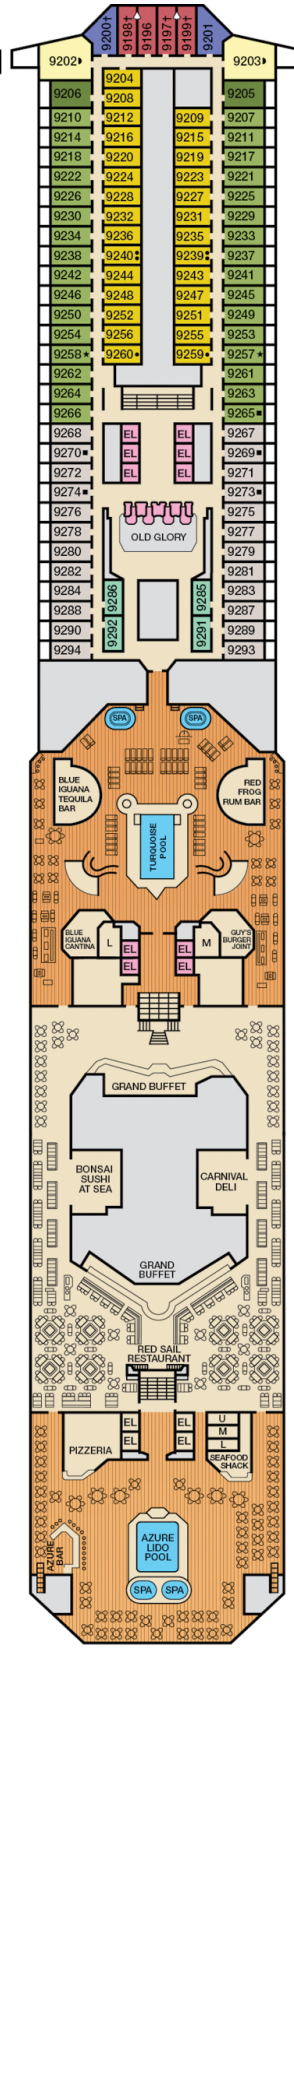 9200† 9198† 9196 9197† 9199† 9201
9202 9203
9204
9206 9208 9205
9210 9212 9209 9207
9214 9216 9215 9211
9218 9220 9219 9217
9222 9224 9223 9221
9226 9228 9227 9225
9230 9232 9231 9229
9234 9236 9235 9233
9238 9240 9239 9237
9242 9244 9243 9241
9246 9248 9247 9245
9250 9252 9251 9249
9254 9256 9255 9253
9258★ 9260• 9259• 9257★
9262 9261
9264 9263
9266 9265■
9268 EL EL 9267
9270■ EL EL 9269■
9272 EL EL 9271
9274■ 9273■
9276 9275
9278 OLD GLORY 9277
9280 9279
9282 9281
9284 9286 9285 9283
9288 9287
9290 9292 9291 9289
9294 9293
SPA SPA
BLUE
IGUANA
TEQUILA
BAR
RED
FROG
RUM BAR
TURQUOISE
POOL
BLUE
IGUANA
CANTINA
L
M
GUY'S
BURGER
JOINT
EL EL
EL EL
GRAND BUFFET
BONSAI
SUSHI
AT SEA
CARNIVAL
DELI
GRAND
BUFFET
RED SAIL
RESTAURANT
EL EL U
EL EL M
L
PIZZERIA
SEAFOOD
SHACK
AZURE
BAR
AZURE
LIDO
POOL
SPA SPA